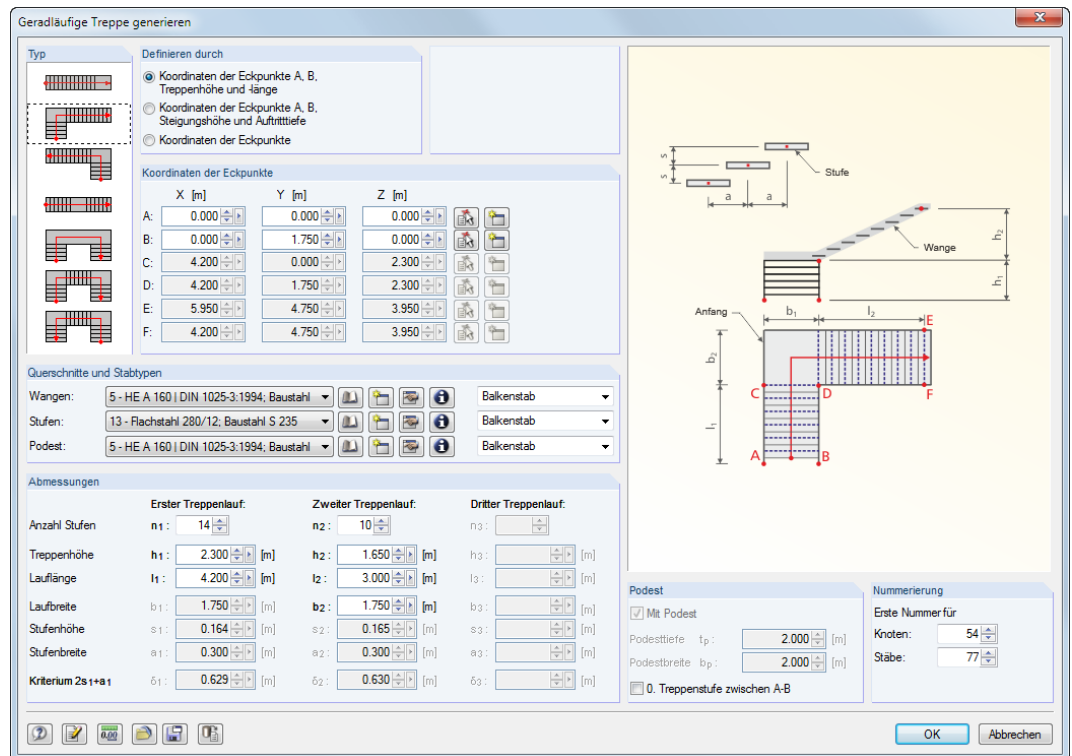 Geradläufige Treppe generieren
Typ
Definieren durch
Koordinaten der Eckpunkte A, B,
Treppenhöhe und -länge
Koordinaten der Eckpunkte A, B,
Steigungshöhe und Auftritttiefe
Koordinaten der Eckpunkte
Koordinaten der Eckpunkte
X [m] Y [m] Z [m]
A: 0.000 0.000 0.000
B: 0.000 1.750 0.000
C: 4.200 0.000 2.300
D: 4.200 1.750 2.300
E: 5.950 4.750 3.950
F: 4.200 4.750 3.950
Querschnitte und Stabtypen
Wangen: 5 - HE A 160 | DIN 1025-3:1994; Baustahl Balkenstab
Stufen: 13 - Flachstahl 280/12; Baustahl S 235 Balkenstab
Podest: 5 - HE A 160 | DIN 1025-3:1994; Baustahl Balkenstab
Abmessungen
Erster Treppenlauf: Zweiter Treppenlauf: Dritter Treppenlauf:
Anzahl Stufen n1 : 14 n2 : 10 n3 :
Treppenhöhe h1 : 2.300 [m] h2 : 1.650 [m] h3 : [m]
Lauflänge l1 : 4.200 [m] l2 : 3.000 [m] l3 : [m]
Laufbreite b1 : 1.750 [m] b2 : 1.750 [m] b3 : [m]
Stufenhöhe s1 : 0.164 [m] s2 : 0.165 [m] s3 : [m]
Stufenbreite a1 : 0.300 [m] a2 : 0.300 [m] a3 : [m]
Kriterium 2s1+a1 δ1 : 0.629 [m] δ2 : 0.630 [m] δ3 : [m]
s
s
Stufe
a a
h2
Wange
h1
Anfang
b1 l2
E
b2
C D F
l1
A B
Podest
Mit Podest
Podesttiefe tp : 2.000 [m]
Podestbreite bp : 2.000 [m]
0. Treppenstufe zwischen A-B
Nummerierung
Erste Nummer für
Knoten: 54
Stäbe: 77
0.00
OK Abbrechen